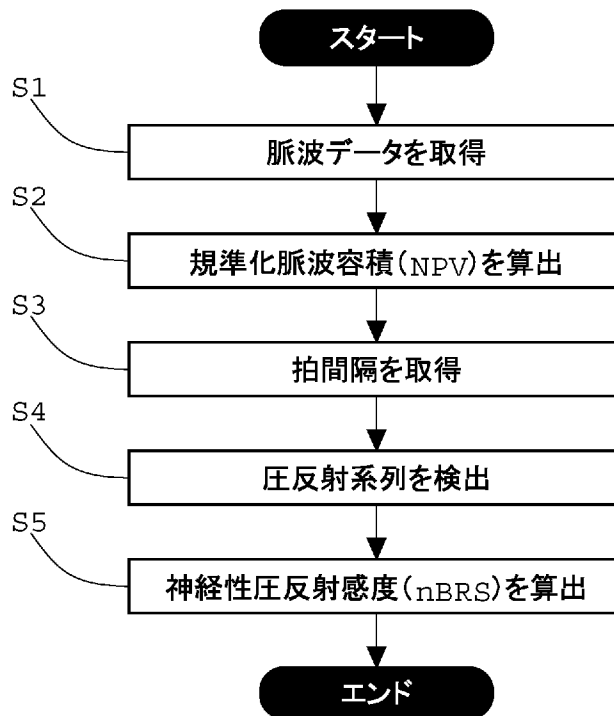 スタート
S1
脈波データを取得
S2
規準化脈波容積(NPV)を算出
S3
拍間隔を取得
S4
圧反射系列を検出
S5
神経性圧反射感度(nBRS)を算出
エンド